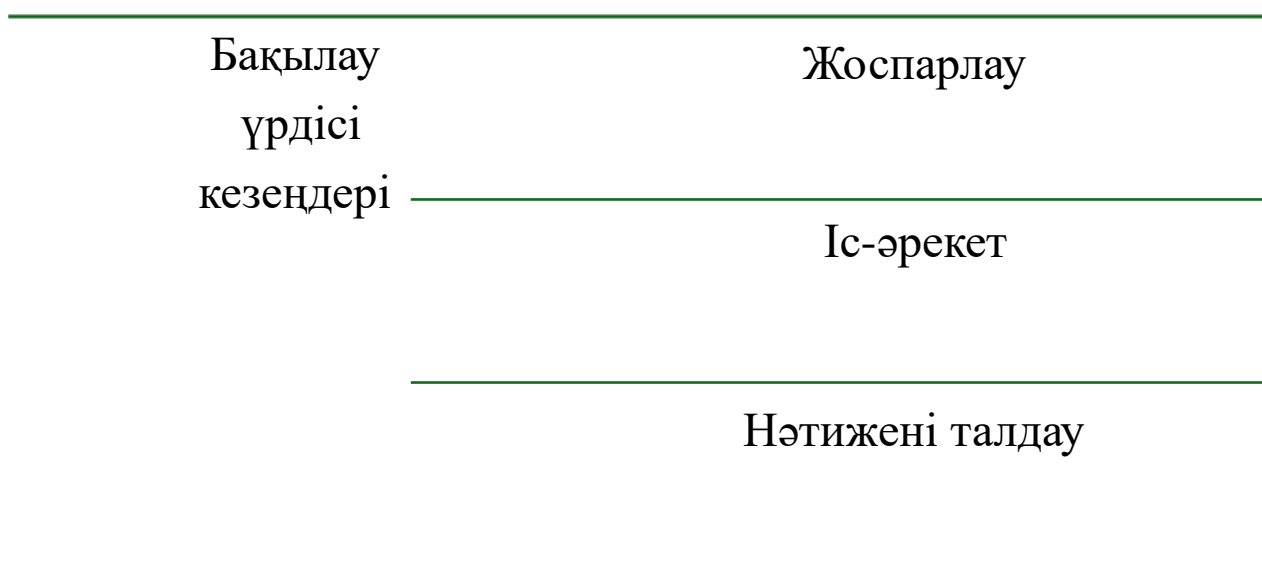 Бақылау
үрдісі
кезеңдері
Жоспарлау
Іс-әрекет
Нәтижені талдау